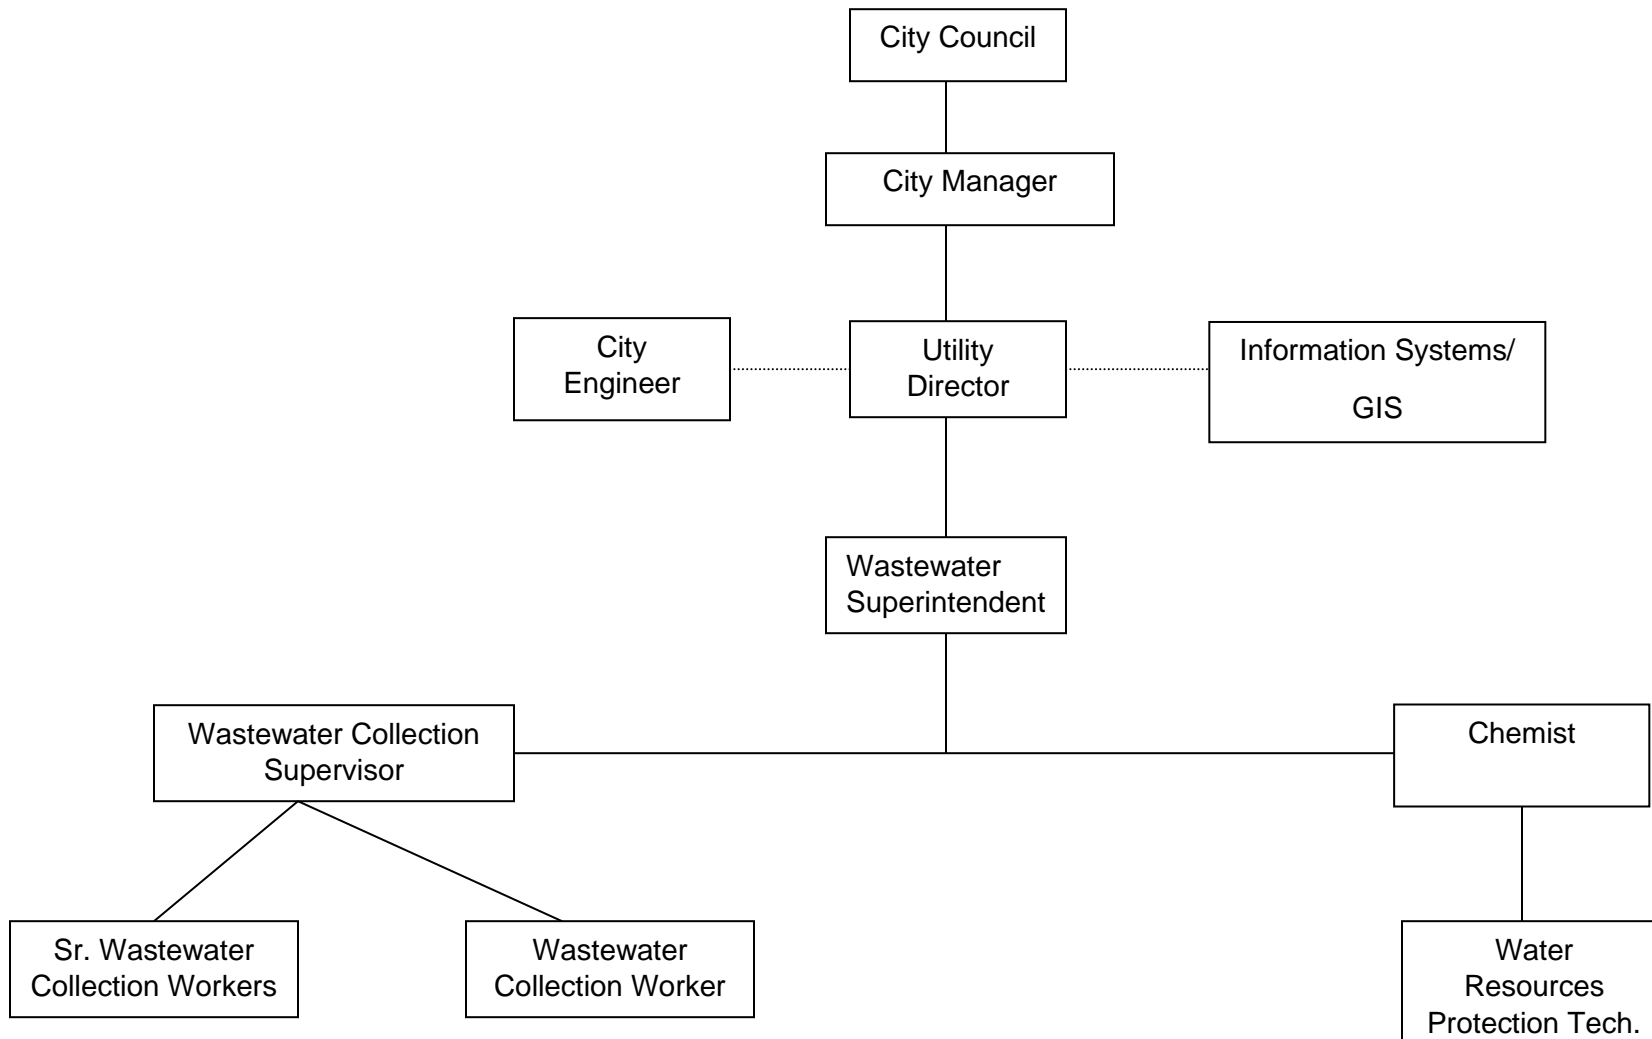 City Council
City Manager
City
Engineer
Utility
Director
Information Systems/
GIS
Wastewater
Superintendent
Wastewater Collection
Supervisor
Chemist
Sr. Wastewater
Collection Workers
Wastewater
Collection Worker
Water
Resources
Protection Tech.